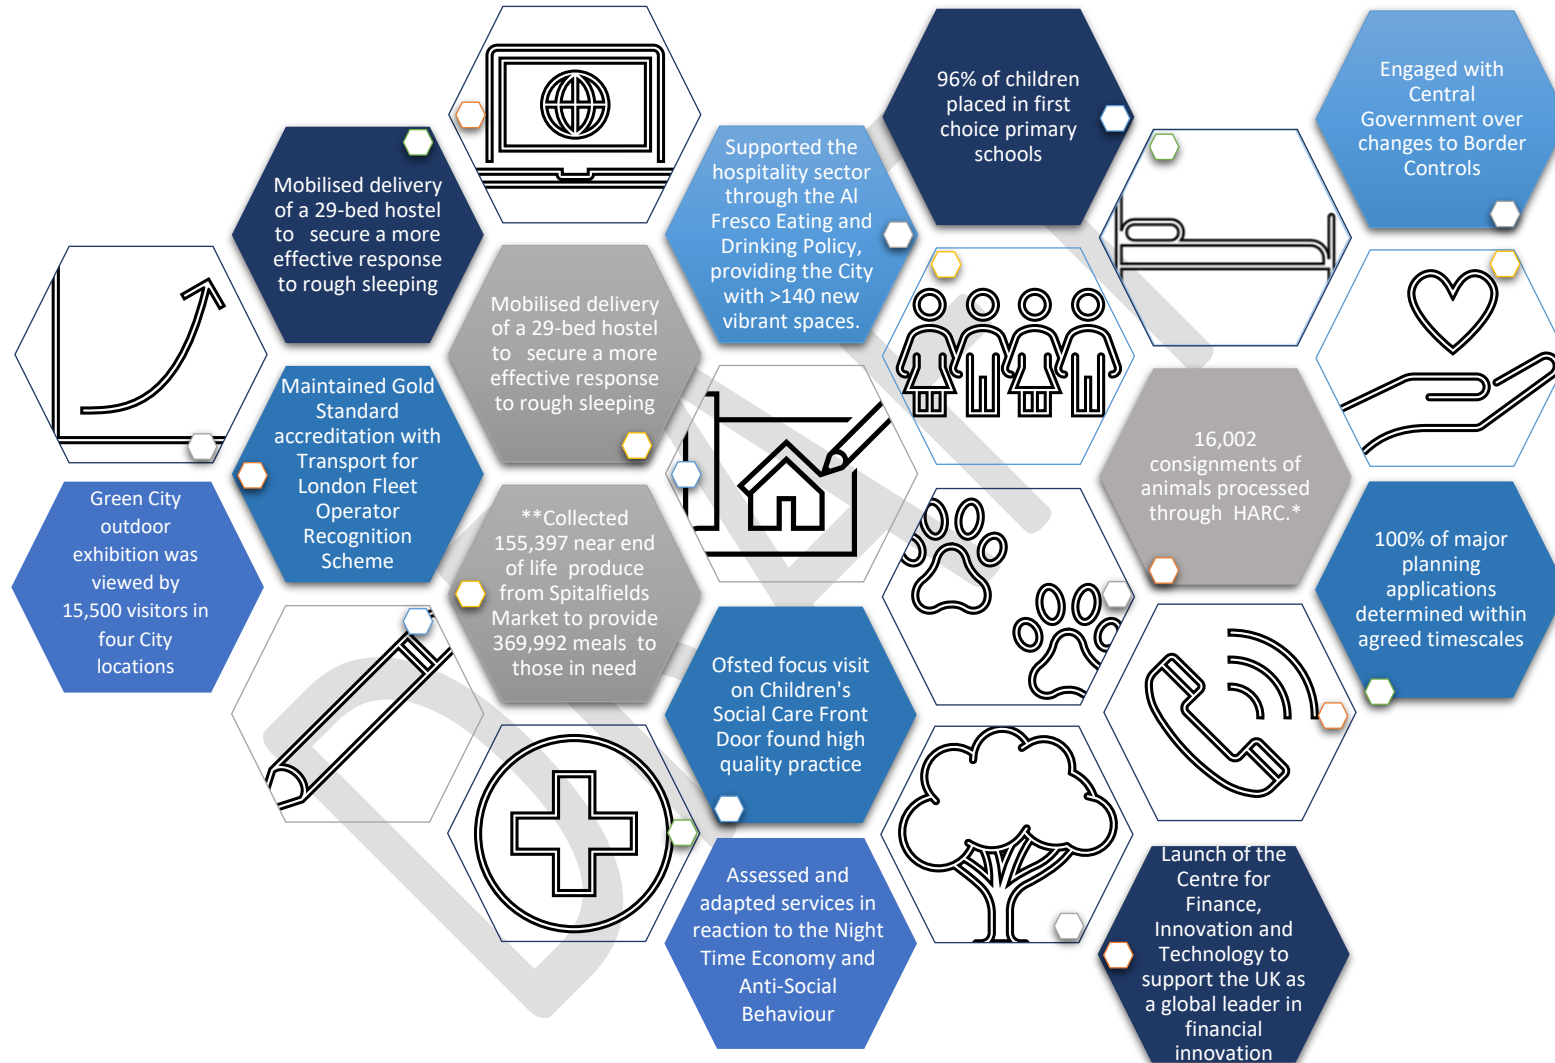 96% of children
placed in first
choice primary
schools
Engaged with
Central
Government over
changes to Border
Controls
Mobilised delivery
of a 29-bed hostel
to secure a more
effective response
to rough sleeping
Supported the
hospitality sector
through the Al
Fresco Eating and
Drinking Policy,
providing the City
with >140 new
vibrant spaces.
Mobilised delivery
of a 29-bed hostel
to secure a more
effective response
to rough sleeping
Maintained Gold
Standard
accreditation with
Transport for
London Fleet
Operator
Recognition
Scheme
16,002
consignments of
animals processed
through HARC.*
Green City
outdoor
exhibition was
viewed by
15,500 visitors in
four City
locations
**Collected
155,397 near end
of life produce
from Spitalfields
Market to provide
369,992 meals to
those in need
100% of major
planning
applications
determined within
agreed timescales
Ofsted focus visit
on Children's
Social Care Front
Door found high
quality practice
Assessed and
adapted services in
reaction to the Night
Time Economy and
Anti-Social
Behaviour
Launch of the
Centre for
Finance,
Innovation and
Technology to
support the UK as
a global leader in
financial
innovation
DRAFT